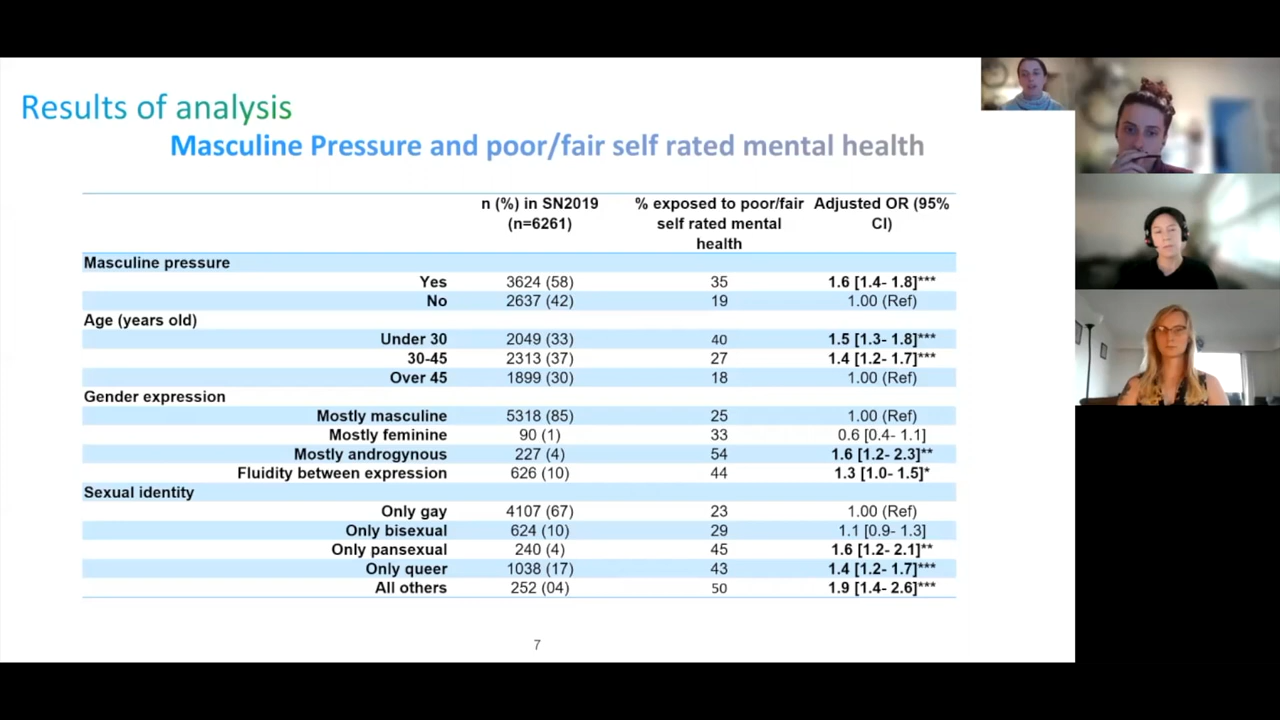 Results of analysis
Masculine Pressure and poor/fair self rated mental health
n (%) in SN2019 (n=6261) % exposed to poor/fair self rated mental health Adjusted OR (95% CI)
Masculine pressure
Yes 3624 (58) 35 1.6 [1.4- 1.8]***
No 2637 (42) 19 1.00 (Ref)
Age (years old)
Under 30 2049 (33) 40 1.5 [1.3- 1.8]***
30-45 2313 (37) 27 1.4 [1.2- 1.7]***
Over 45 1899 (30) 18 1.00 (Ref)
Gender expression
Mostly masculine 5318 (85) 25 1.00 (Ref)
Mostly feminine 90 (1) 33 0.6 [0.4- 1.1]
Mostly androgynous 227 (4) 54 1.6 [1.2- 2.3]**
Fluidity between expression 626 (10) 44 1.3 [1.0- 1.5]*
Sexual identity
Only gay 4107 (67) 23 1.00 (Ref)
Only bisexual 624 (10) 29 1.1 [0.9- 1.3]
Only pansexual 240 (4) 45 1.6 [1.2- 2.1]**
Only queer 1038 (17) 43 1.4 [1.2- 1.7]***
All others 252 (04) 50 1.9 [1.4- 2.6]***
7